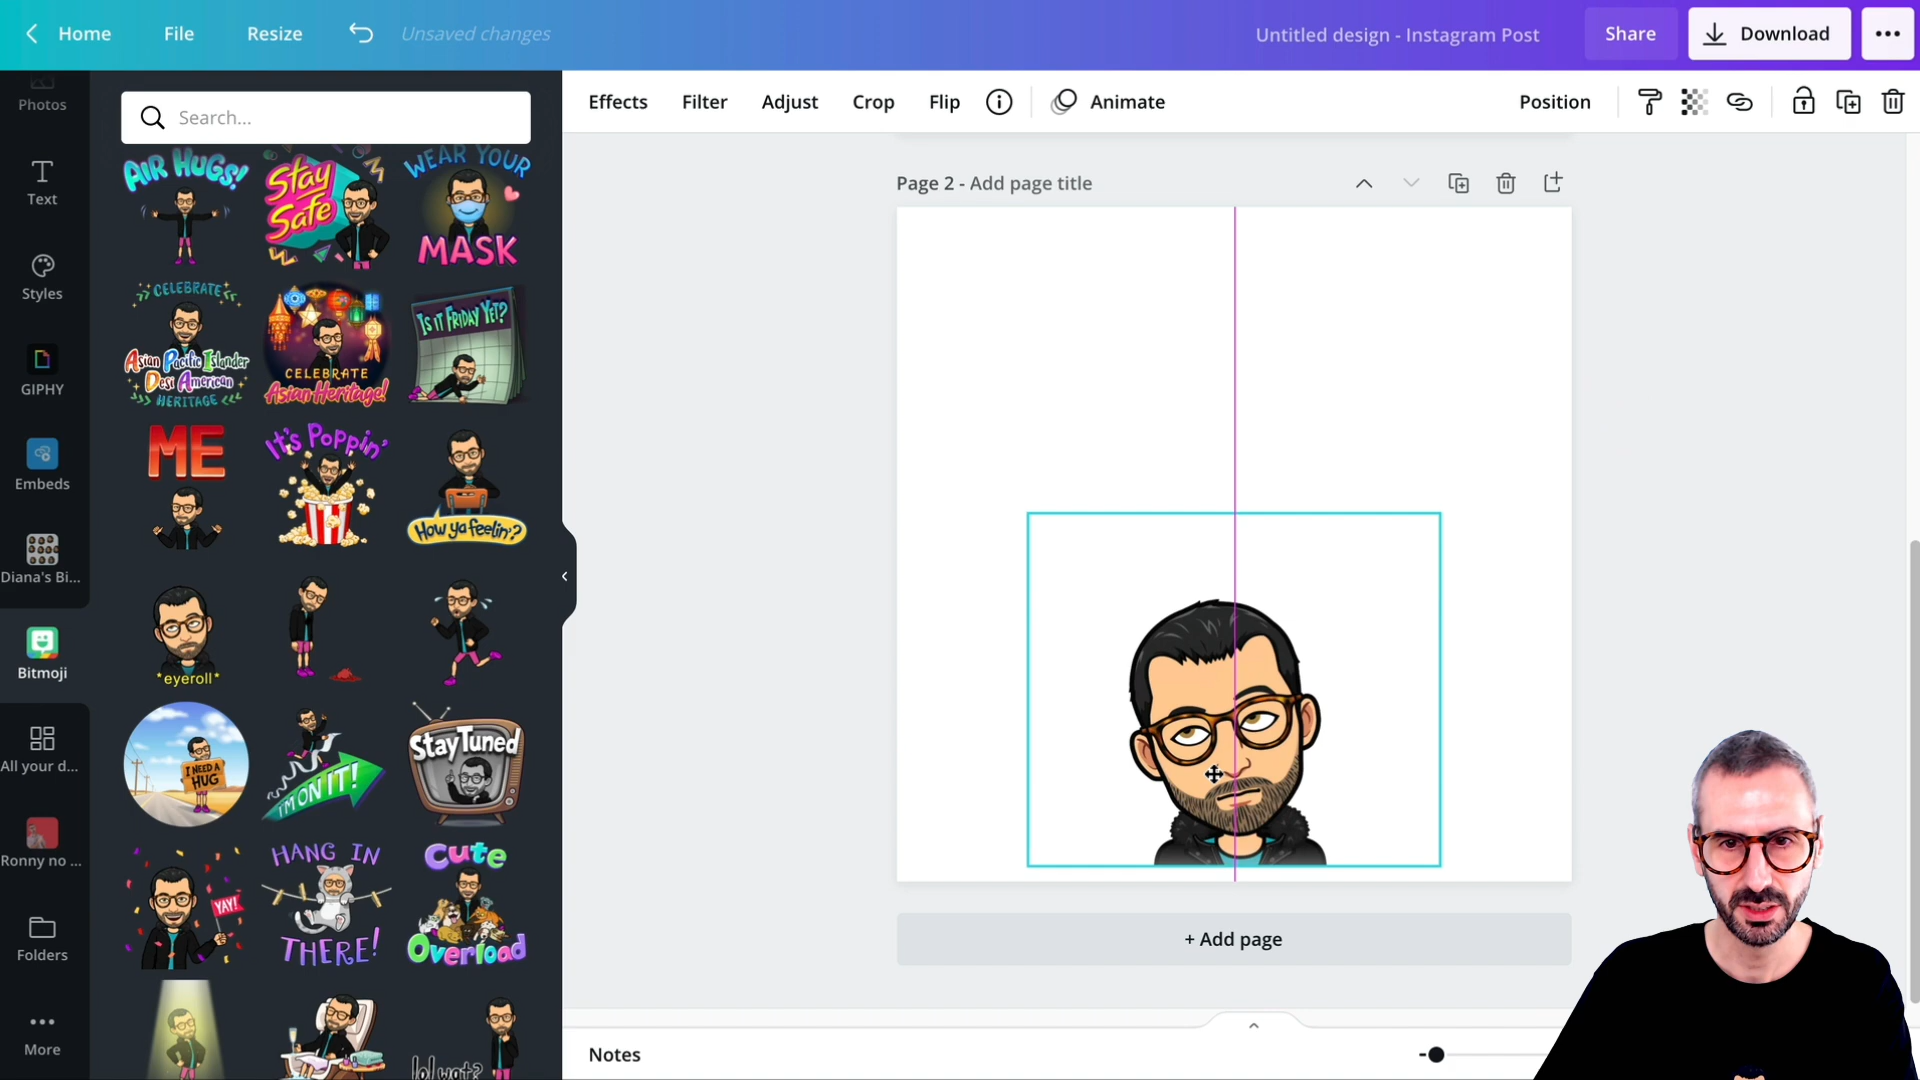 Home
File
Resize
Unsaved changes
Untitled design - Instagram Post
Share
Download
Photos
Text
Styles
GIPHY
Embeds
Diana's Bi...
Bitmoji
All your d...
Ronny no ...
Folders
More
Search...
AIR HUGS!
Stay
Safe
WEAR YOUR
MASK
CELEBRATE
Asian Pacific Islander
Desi American
HERITAGE
CELEBRATE
Asian Heritage!
IS IT FRIDAY YET?
ME
It's Poppin'
How ya feelin'?
*eyeroll*
I NEED A
HUG
I'M ON IT!
Stay Tuned
YAY!
HANG IN
THERE!
Cute
Overload
lol wat?
Effects
Filter
Adjust
Crop
Flip
Animate
Position
Page 2 - Add page title
+ Add page
Notes